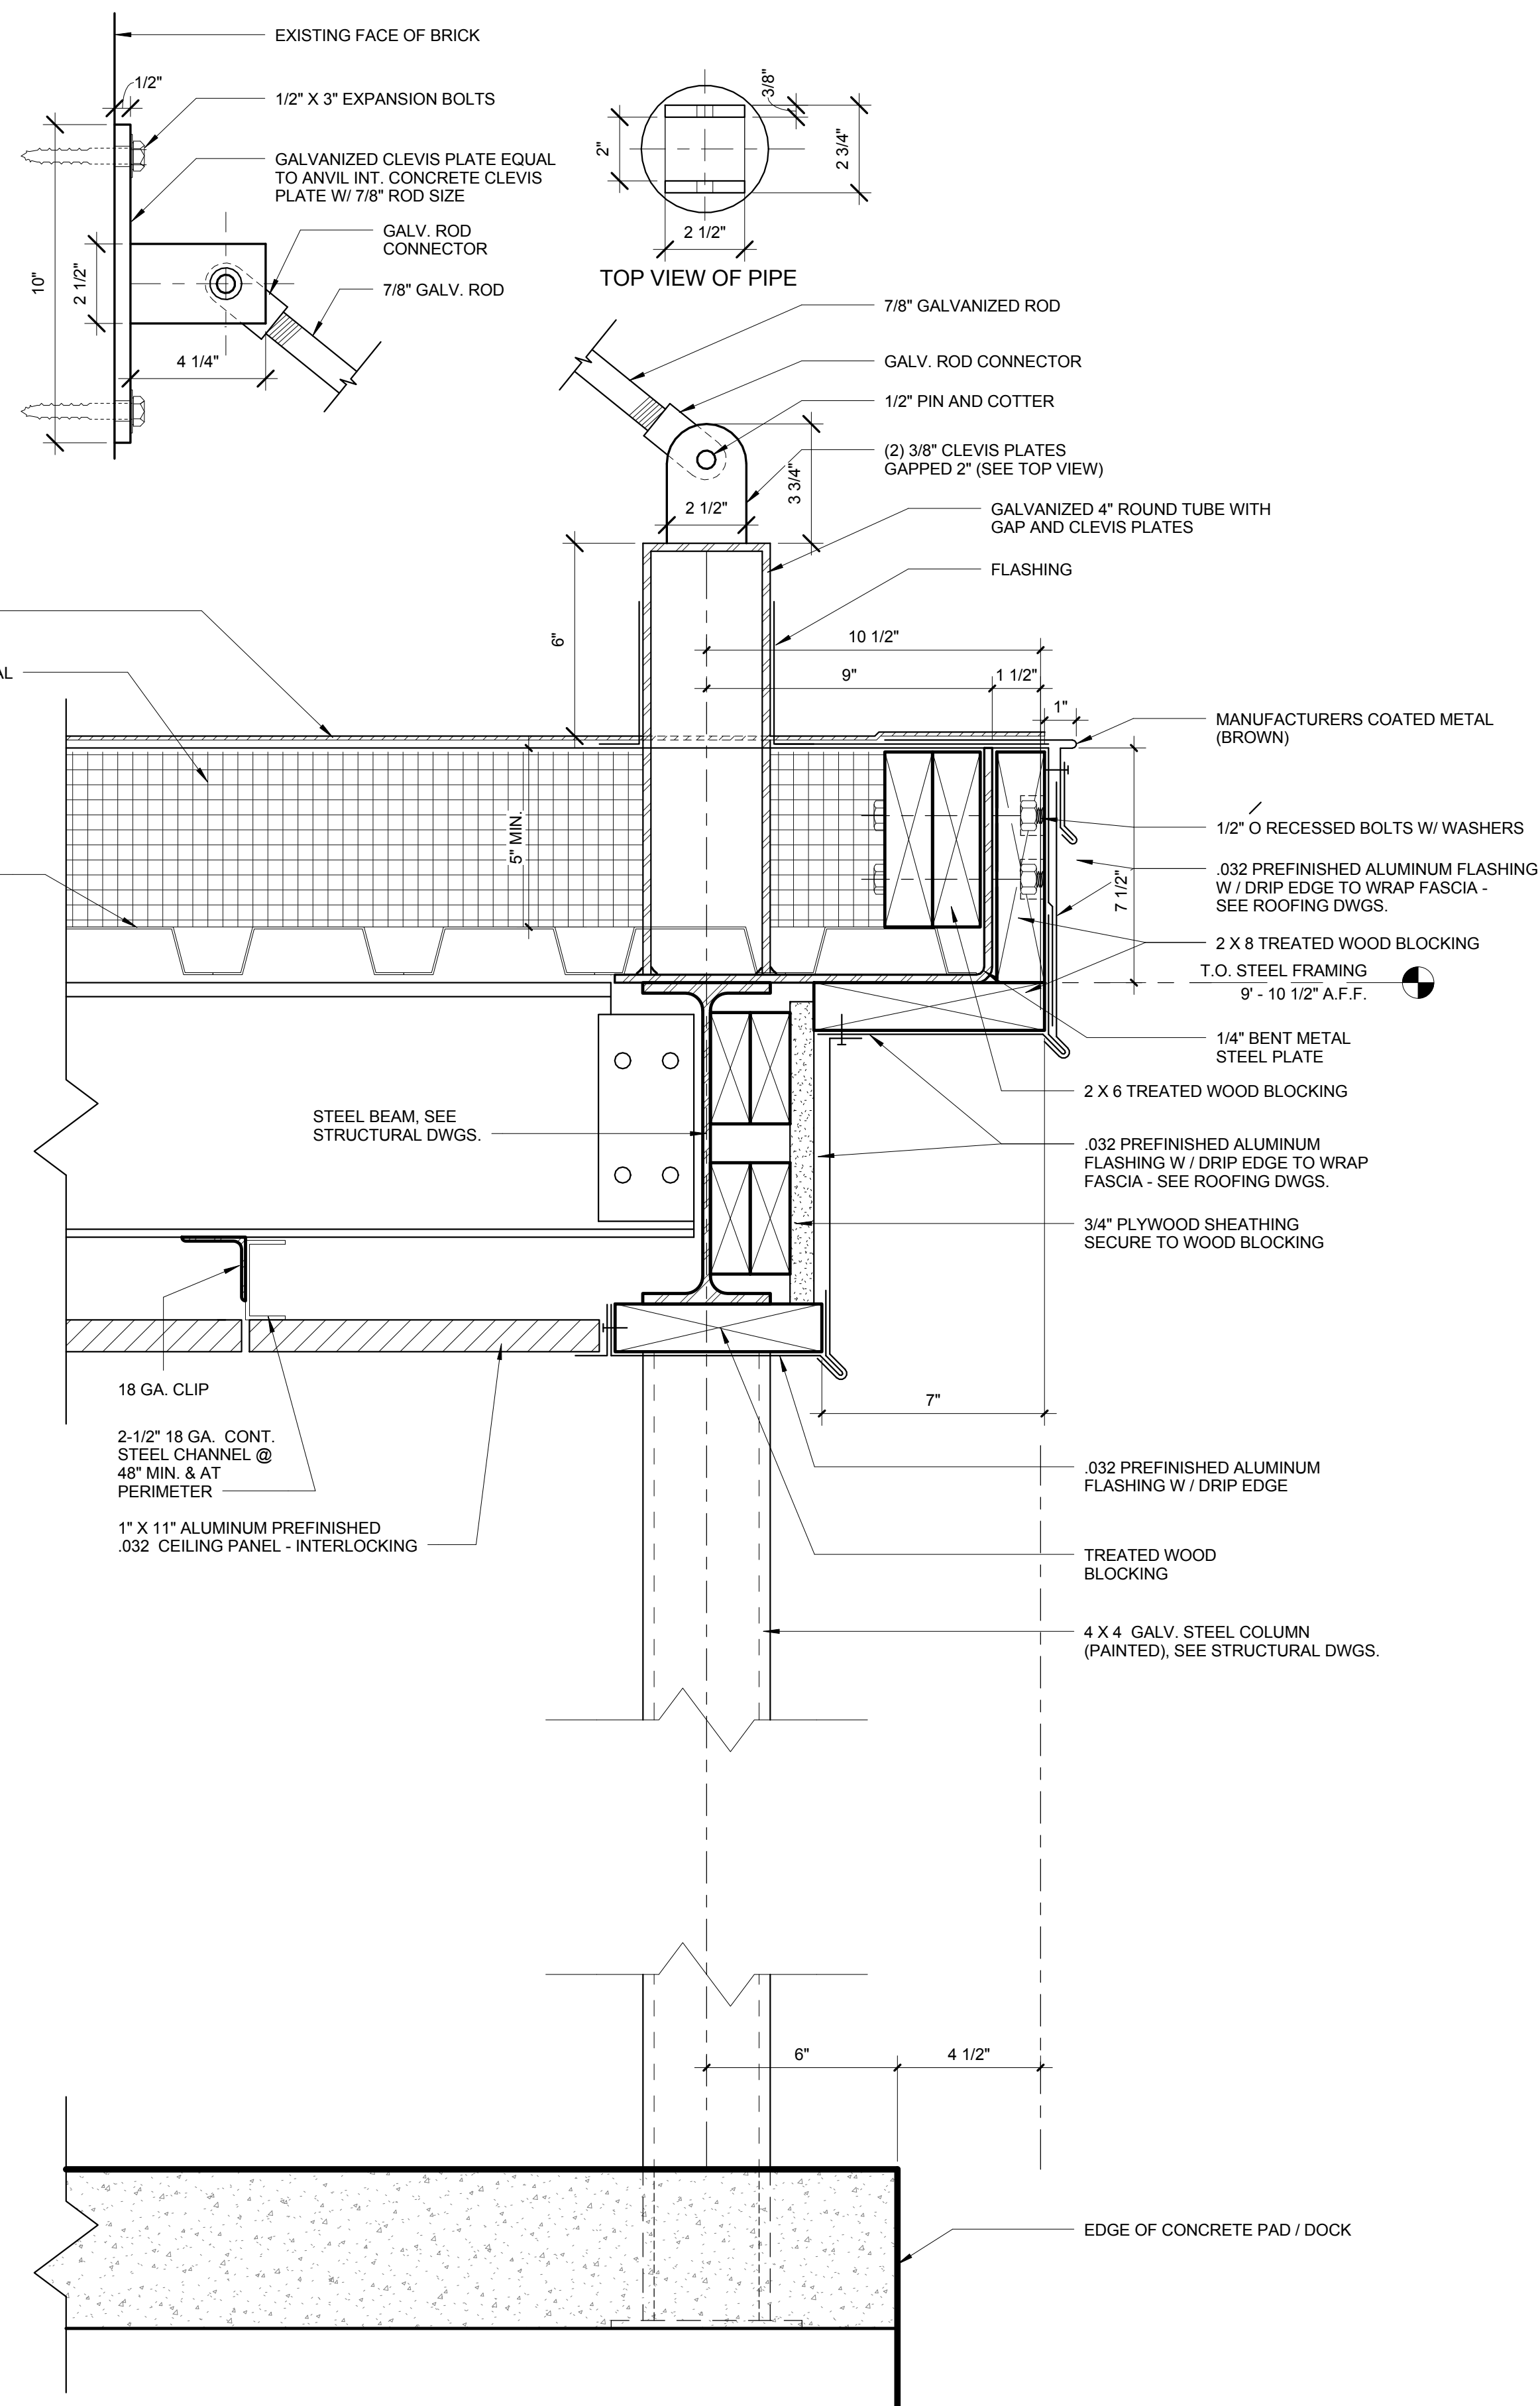 EXISTING FACE OF BRICK
1/2"
1/2" X 3" EXPANSION BOLTS
GALVANIZED CLEVIS PLATE EQUAL
TO ANVIL INT. CONCRETE CLEVIS
PLATE W/ 7/8" ROD SIZE
GALV. ROD
CONNECTOR
7/8" GALV. ROD
10"
2 1/2"
4 1/4"
3/8"
2"
2 3/4"
2 1/2"
TOP VIEW OF PIPE
7/8" GALVANIZED ROD
GALV. ROD CONNECTOR
1/2" PIN AND COTTER
(2) 3/8" CLEVIS PLATES
GAPPED 2" (SEE TOP VIEW)
3 3/4"
2 1/2"
GALVANIZED 4" ROUND TUBE WITH
GAP AND CLEVIS PLATES
FLASHING
6"
10 1/2"
9"
1 1/2"
1"
AL
MANUFACTURERS COATED METAL
(BROWN)
5" MIN.
7 1/2"
1/2" O RECESSED BOLTS W/ WASHERS
.032 PREFINISHED ALUMINUM FLASHING
W / DRIP EDGE TO WRAP FASCIA -
SEE ROOFING DWGS.
2 X 8 TREATED WOOD BLOCKING
T.O. STEEL FRAMING
9' - 10 1/2" A.F.F.
1/4" BENT METAL
STEEL PLATE
2 X 6 TREATED WOOD BLOCKING
STEEL BEAM, SEE
STRUCTURAL DWGS.
.032 PREFINISHED ALUMINUM
FLASHING W / DRIP EDGE TO WRAP
FASCIA - SEE ROOFING DWGS.
3/4" PLYWOOD SHEATHING
SECURE TO WOOD BLOCKING
18 GA. CLIP
2-1/2" 18 GA. CONT.
STEEL CHANNEL @
48" MIN. & AT
PERIMETER
1" X 11" ALUMINUM PREFINISHED
.032 CEILING PANEL - INTERLOCKING
7"
.032 PREFINISHED ALUMINUM
FLASHING W / DRIP EDGE
TREATED WOOD
BLOCKING
4 X 4 GALV. STEEL COLUMN
(PAINTED), SEE STRUCTURAL DWGS.
6"
4 1/2"
EDGE OF CONCRETE PAD / DOCK